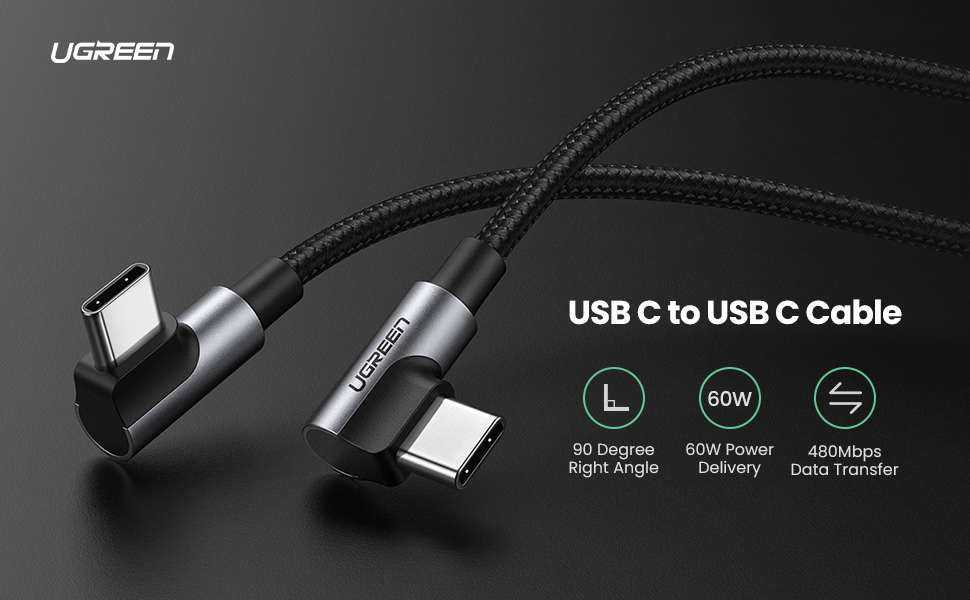 UGREEN
UGREEN
USB C to USB C Cable
60W
90 Degree
Right Angle
60W Power
Delivery
480Mbps
Data Transfer